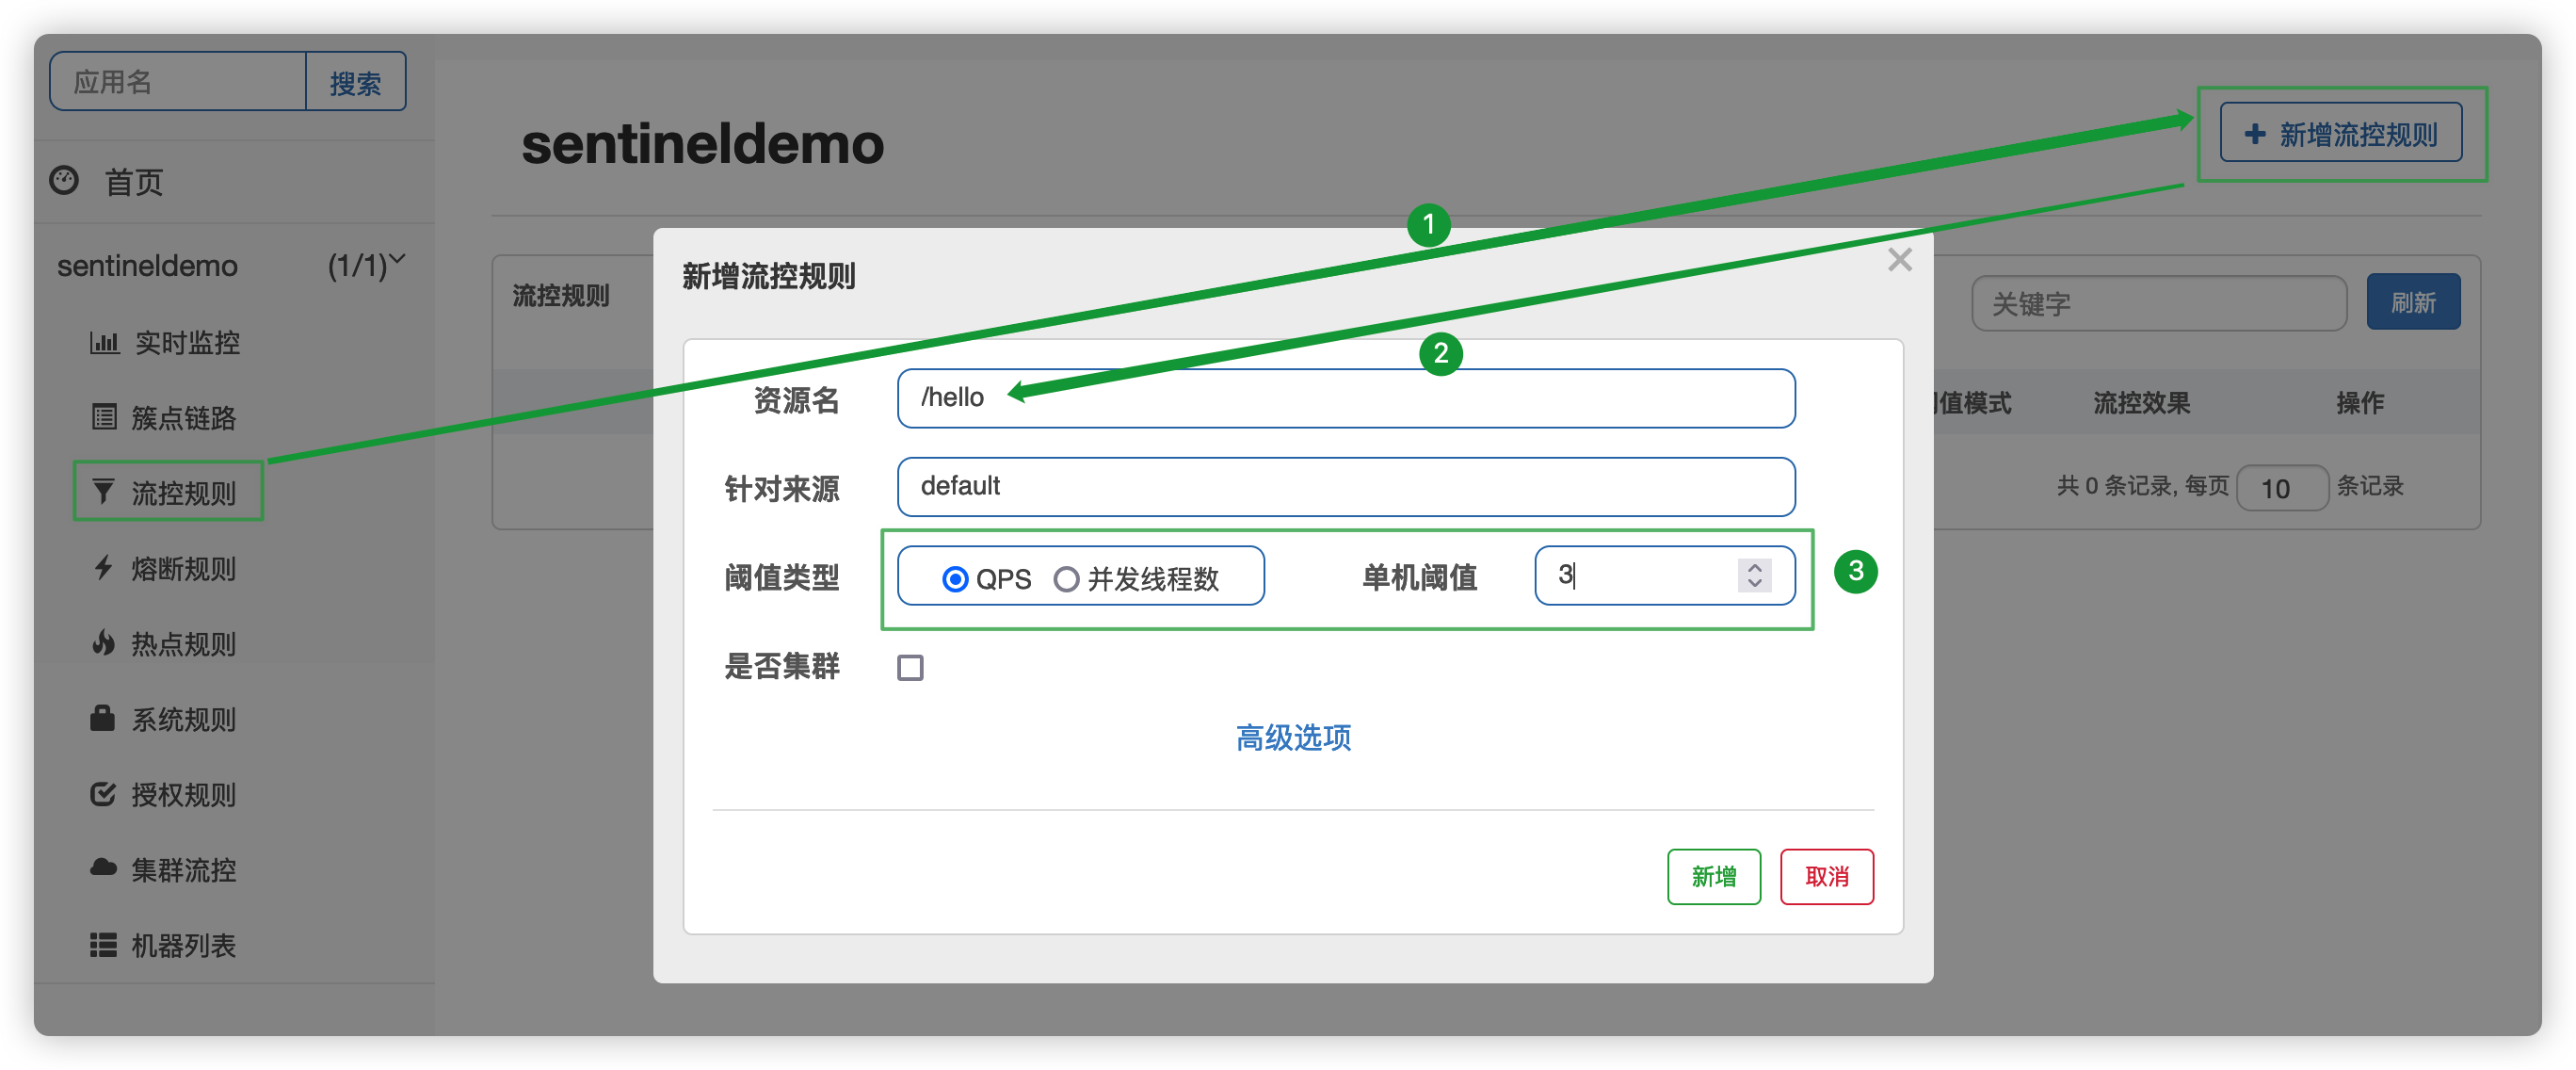 应用名 搜索
首页
sentineldemo (1/1)
实时监控
簇点链路
流控规则
熔断规则
热点规则
系统规则
授权规则
集群流控
机器列表
sentineldemo
新增流控规则
流控规则
关键字 刷新
值模式 流控效果 操作
共 0 条记录, 每页 10 条记录
1
2
3
新增流控规则
资源名 /hello
针对来源 default
阈值类型 QPS 并发线程数 单机阈值 3
是否集群
高级选项
新增 取消